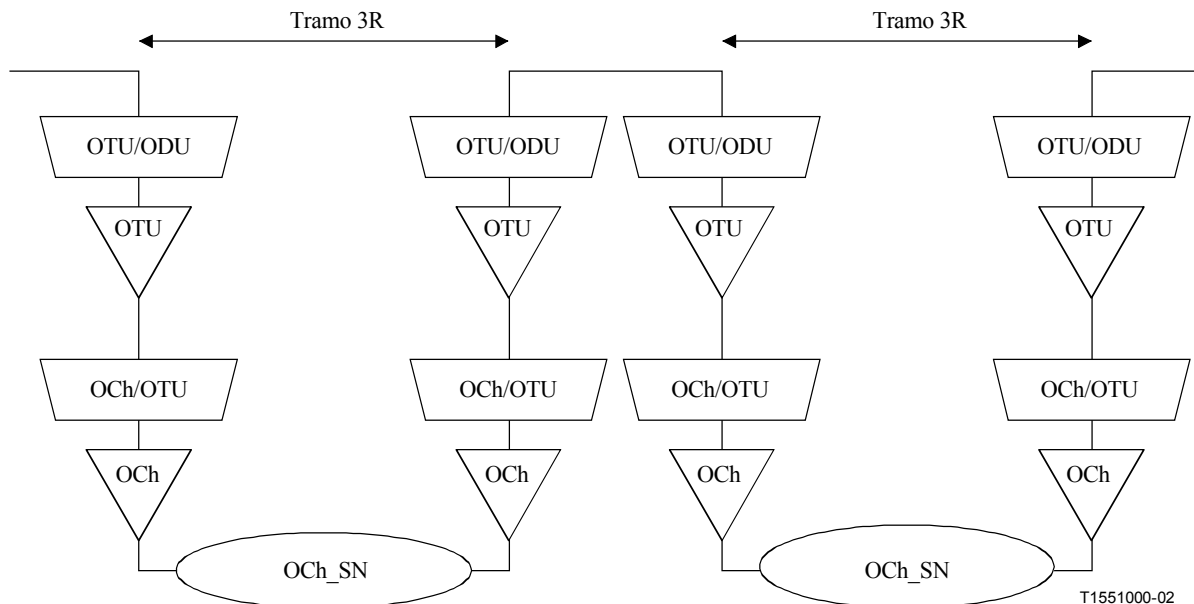 Tramo 3R
Tramo 3R
OTU/ODU
OTU/ODU
OTU/ODU
OTU/ODU
OTU
OTU
OTU
OTU
OCh/OTU
OCh/OTU
OCh/OTU
OCh/OTU
OCh
OCh
OCh
OCh
OCh_SN
OCh_SN
T1551000-02